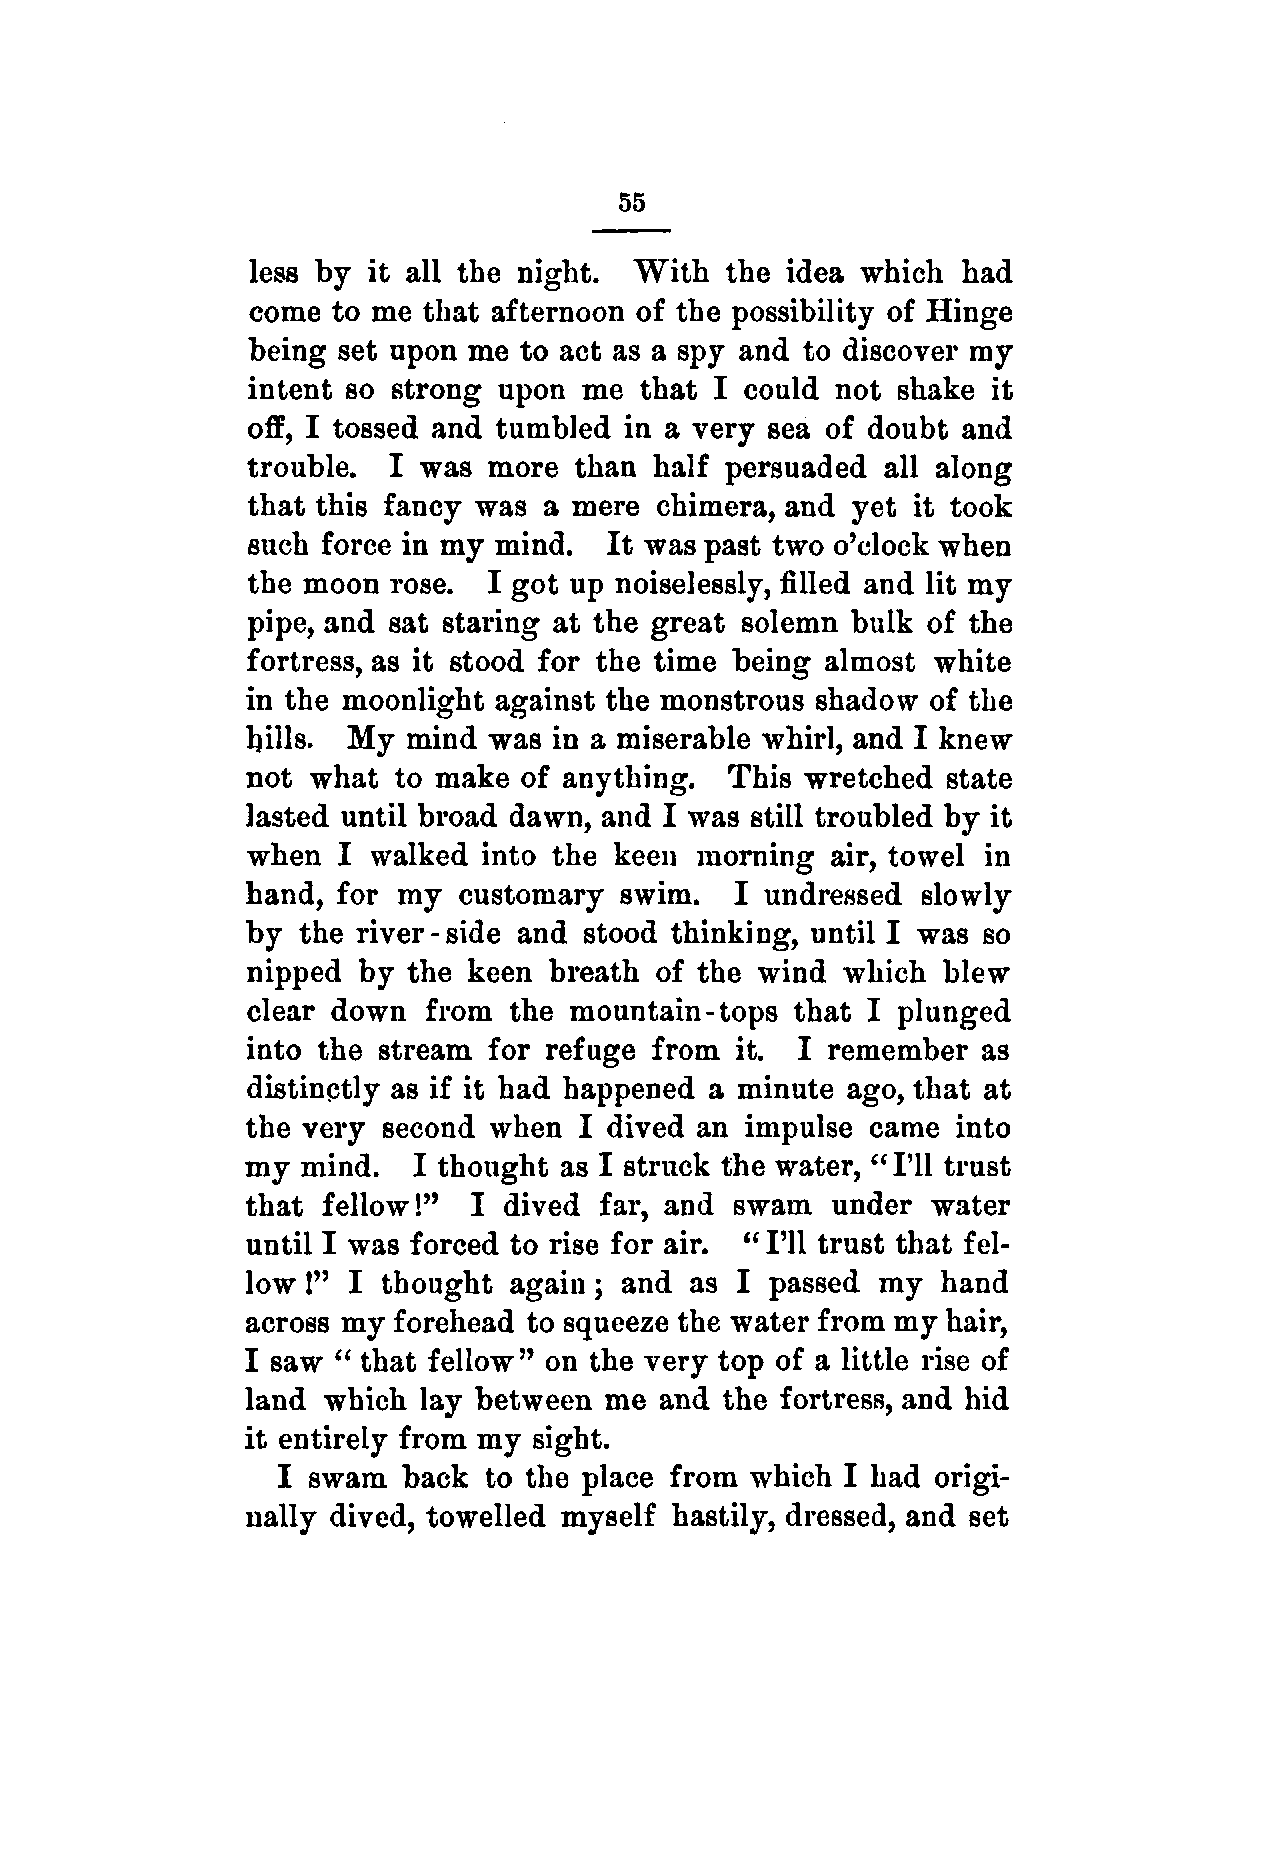 55
less by it all the night. With the idea which had
come to me that afternoon of the possibility of Hinge
being set upon me to act as a spy and to discover my
intent so strong upon me that I could not shake it
off, I tossed and tumbled in a very sea of doubt and
trouble. I was more than half persuaded all along
that this fancy was a mere chimera, and yet it took
such force in my mind. It was past two o'clock when
the moon rose. I got up noiselessly, filled and lit my
pipe, and sat staring at the great solemn bulk of the
fortress, as it stood for the time being almost white
in the moonlight against the monstrous shadow of the
hills. My mind was in a miserable whirl, and I knew
not what to make of anything. This wretched state
lasted until broad dawn, and I was still troubled by it
when I walked into the keen morning air, towel in
hand, for my customary swim. I undressed slowly
by the river-side and stood thinking, until I was so
nipped by the keen breath of the wind which blew
clear down from the mountain-tops that I plunged
into the stream for refuge from it. I remember as
distinctly as if it had happened a minute ago, that at
the very second when I dived an impulse came into
my mind. I thought as I struck the water, "I'll trust
that fellow!" I dived far, and swam under water
until I was forced to rise for air. "I'll trust that fel-
low!" I thought again; and as I passed my hand
across my forehead to squeeze the water from my hair,
I saw "that fellow" on the very top of a little rise of
land which lay between me and the fortress, and hid
it entirely from my sight.
I swam back to the place from which I had origi-
nally dived, towelled myself hastily, dressed, and set